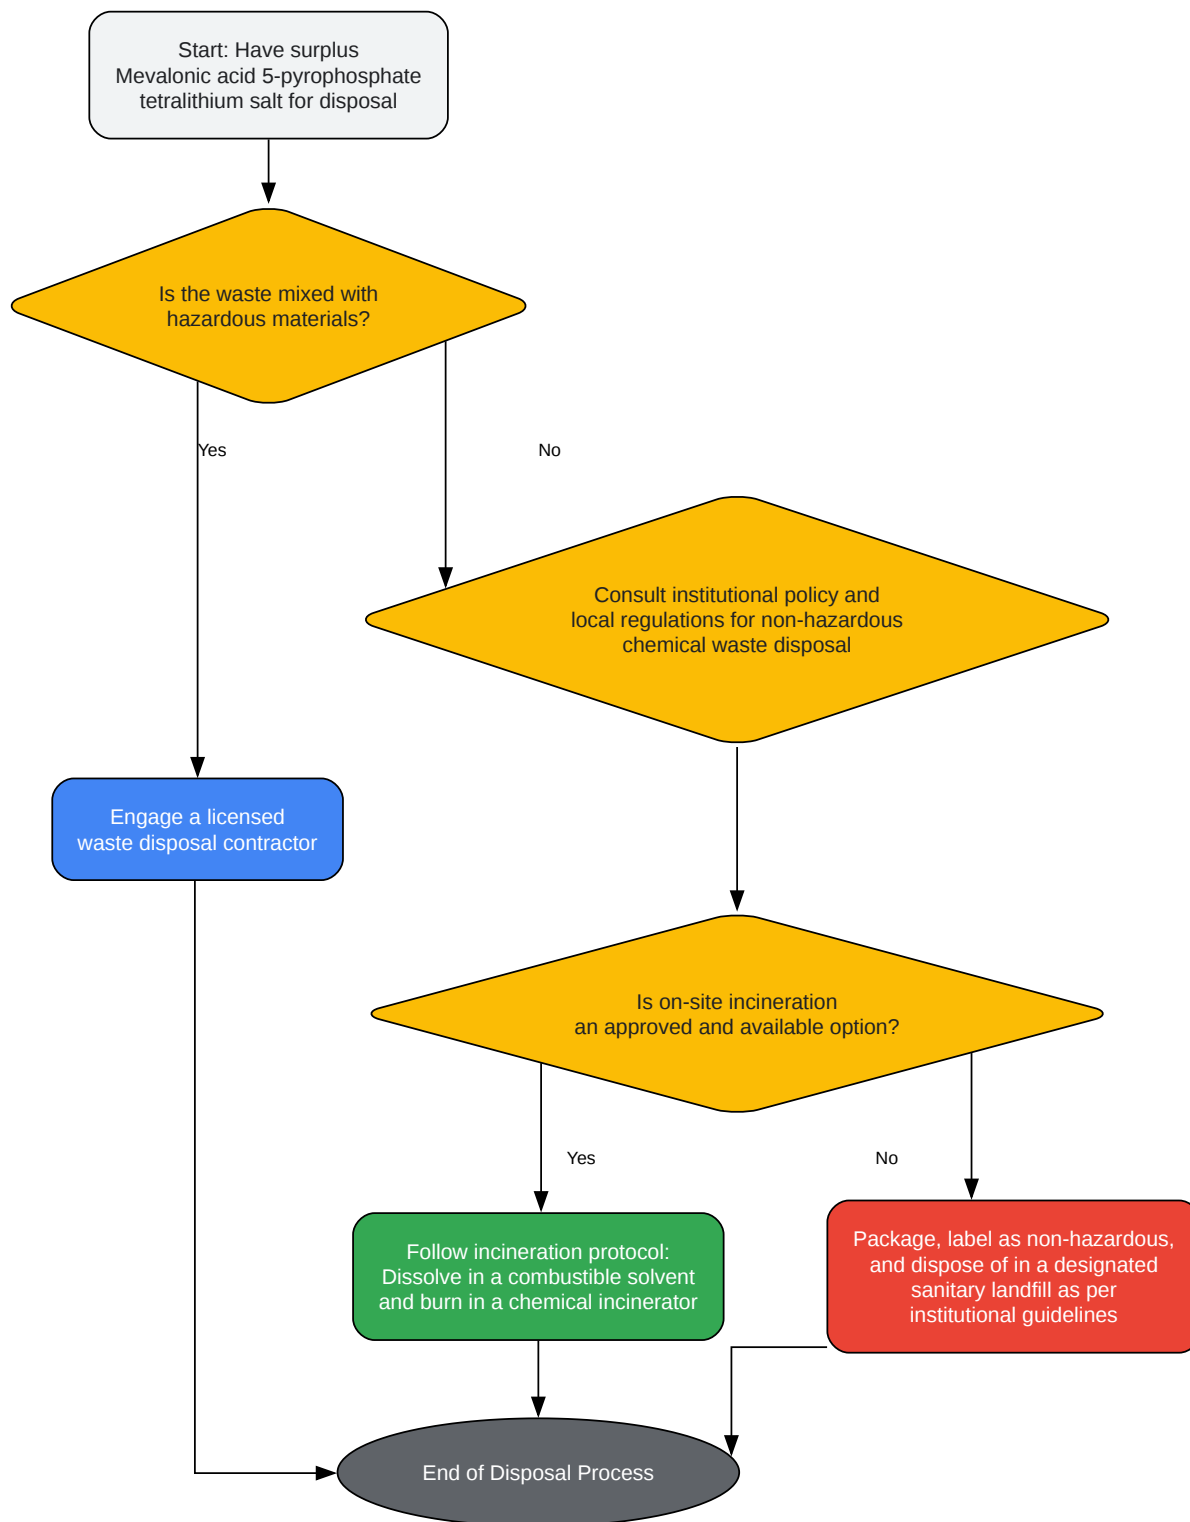 Start: Have surplus
Mevalonic acid 5-pyrophosphate
tetralithium salt for disposal
Is the waste mixed with
hazardous materials?
Yes
No
Consult institutional policy and
local regulations for non-hazardous
chemical waste disposal
Engage a licensed
waste disposal contractor
Is on-site incineration
an approved and available option?
Yes
No
Follow incineration protocol:
Dissolve in a combustible solvent
and burn in a chemical incinerator
Package, label as non-hazardous,
and dispose of in a designated
sanitary landfill as per
institutional guidelines
End of Disposal Process